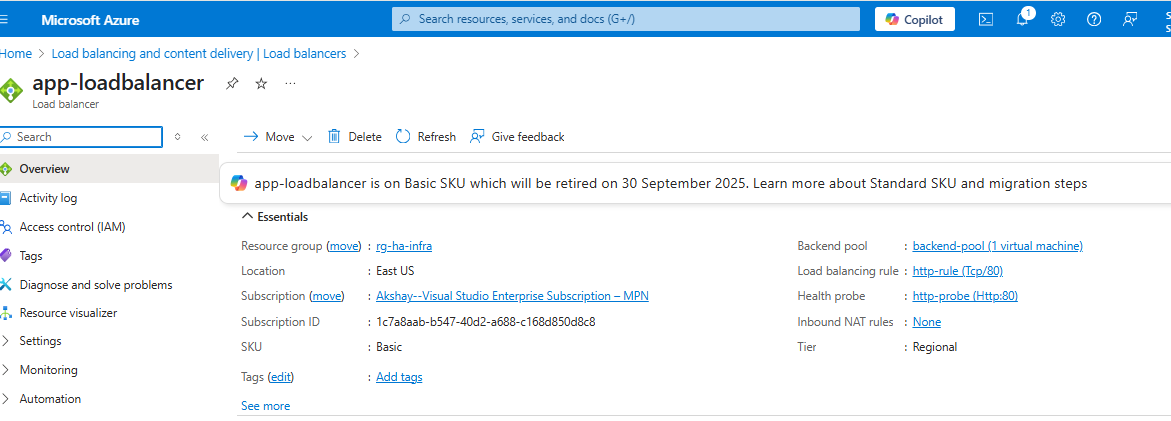 Microsoft Azure
Search resources, services, and docs (G+/)
Copilot
1
Home > Load balancing and content delivery | Load balancers >
app-loadbalancer
Load balancer
Search
Move
Delete
Refresh
Give feedback
Overview
Activity log
Access control (IAM)
Tags
Diagnose and solve problems
Resource visualizer
Settings
Monitoring
Automation
app-loadbalancer is on Basic SKU which will be retired on 30 September 2025. Learn more about Standard SKU and migration steps
Essentials
Resource group (move) : rg-ha-infra
Location : East US
Subscription (move) : Akshay--Visual Studio Enterprise Subscription – MPN
Subscription ID : 1c7a8aab-b547-40d2-a688-c168d850d8c8
SKU : Basic
Tags (edit) : Add tags
See more
Backend pool : backend-pool (1 virtual machine)
Load balancing rule : http-rule (Tcp/80)
Health probe : http-probe (Http:80)
Inbound NAT rules : None
Tier : Regional